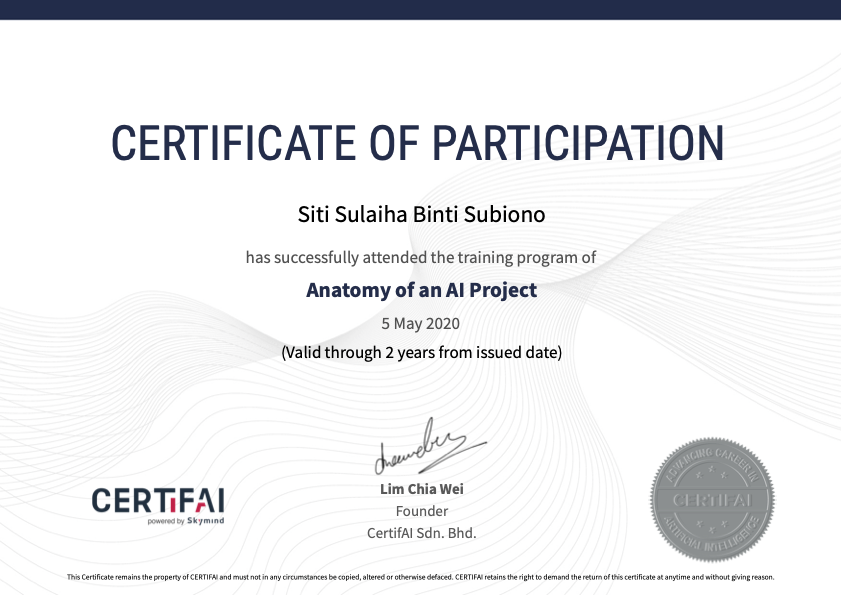 CERTIFICATE OF PARTICIPATION
Siti Sulaiha Binti Subiono
has successfully attended the training program of
Anatomy of an AI Project
5 May 2020
(Valid through 2 years from issued date)
Lim Chia Wei
Founder
CertifAI Sdn. Bhd.
CERTIFAI
powered by Skymind
ADVANCING CAREER IN
CERTIFAI
ARTIFICIAL INTELLIGENCE
This Certificate remains the property of CERTIFAI and must not in any circumstances be copied, altered or otherwise defaced. CERTIFAI retains the right to demand the return of this certificate at anytime and without giving reason.